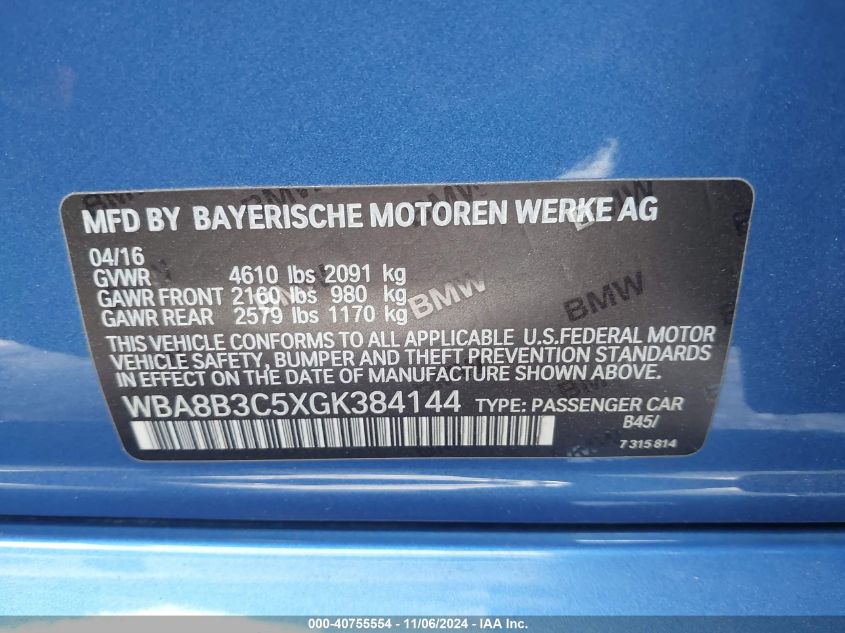 MFD BY BAYERISCHE MOTOREN WERKE AG
04/16
GVWR 4610 lbs 2091 kg
GAWR FRONT 2160 lbs 980 kg
GAWR REAR 2579 lbs 1170 kg
THIS VEHICLE CONFORMS TO ALL APPLICABLE U.S.FEDERAL MOTOR
VEHICLE SAFETY, BUMPER AND THEFT PREVENTION STANDARDS
IN EFFECT ON THE DATE OF MANUFACTURE SHOWN ABOVE.
WBA8B3C5XGK384144 TYPE: PASSENGER CAR
B45/
7 315 814
BMW
BMW
000-40755554 - 11/06/2024 - IAA Inc.